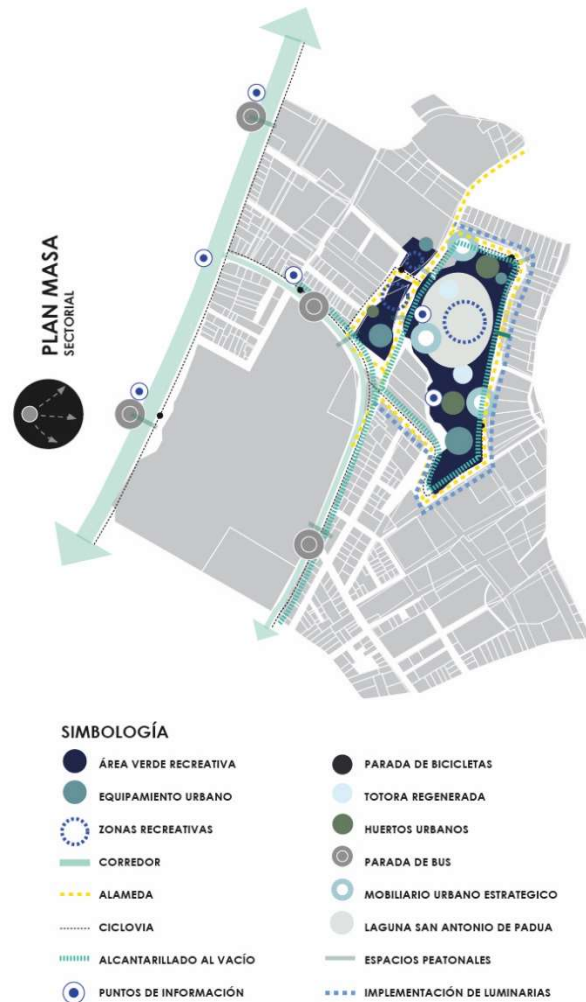 PLAN MASA
SECTORIAL
SIMBOLOGÍA
ÁREA VERDE RECREATIVA
EQUIPAMIENTO URBANO
ZONAS RECREATIVAS
CORREDOR
ALAMEDA
CICLOVIA
ALCANTARILLADO AL VACÍO
PUNTOS DE INFORMACIÓN
PARADA DE BICICLETAS
TOTORA REGENERADA
HUERTOS URBANOS
PARADA DE BUS
MOBILIARIO URBANO ESTRATEGICO
LAGUNA SAN ANTONIO DE PADUA
ESPACIOS PEATONALES
IMPLEMENTACIÓN DE LUMINARIAS